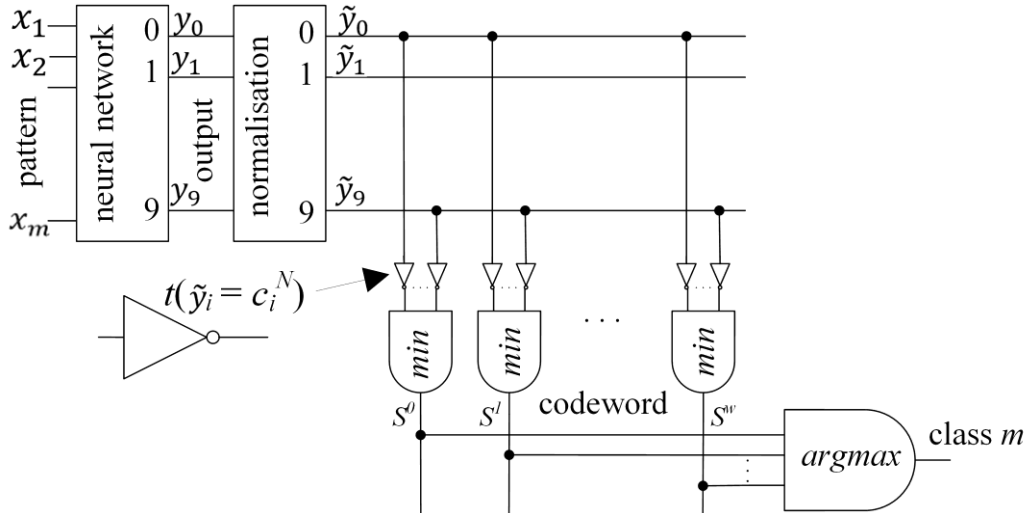 x₁
x₂
pattern
xₘ
neural network
0
1
9
y₀
y₁
output
y₉
normalisation
0
1
9
ỹ₀
ỹ₁
ỹ₉
t(ỹᵢ = cᵢᴺ)
min
min
. . .
min
S⁰
S¹
codeword
Sʷ
argmax
class m